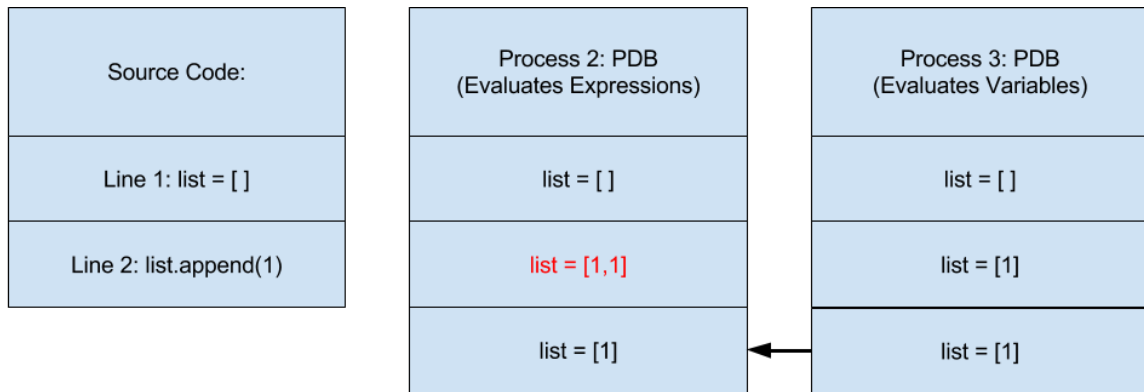 Source Code:
Line 1: list = [ ]
Line 2: list.append(1)
Process 2: PDB
(Evaluates Expressions)
list = [ ]
list = [1,1]
list = [1]
Process 3: PDB
(Evaluates Variables)
list = [ ]
list = [1]
list = [1]